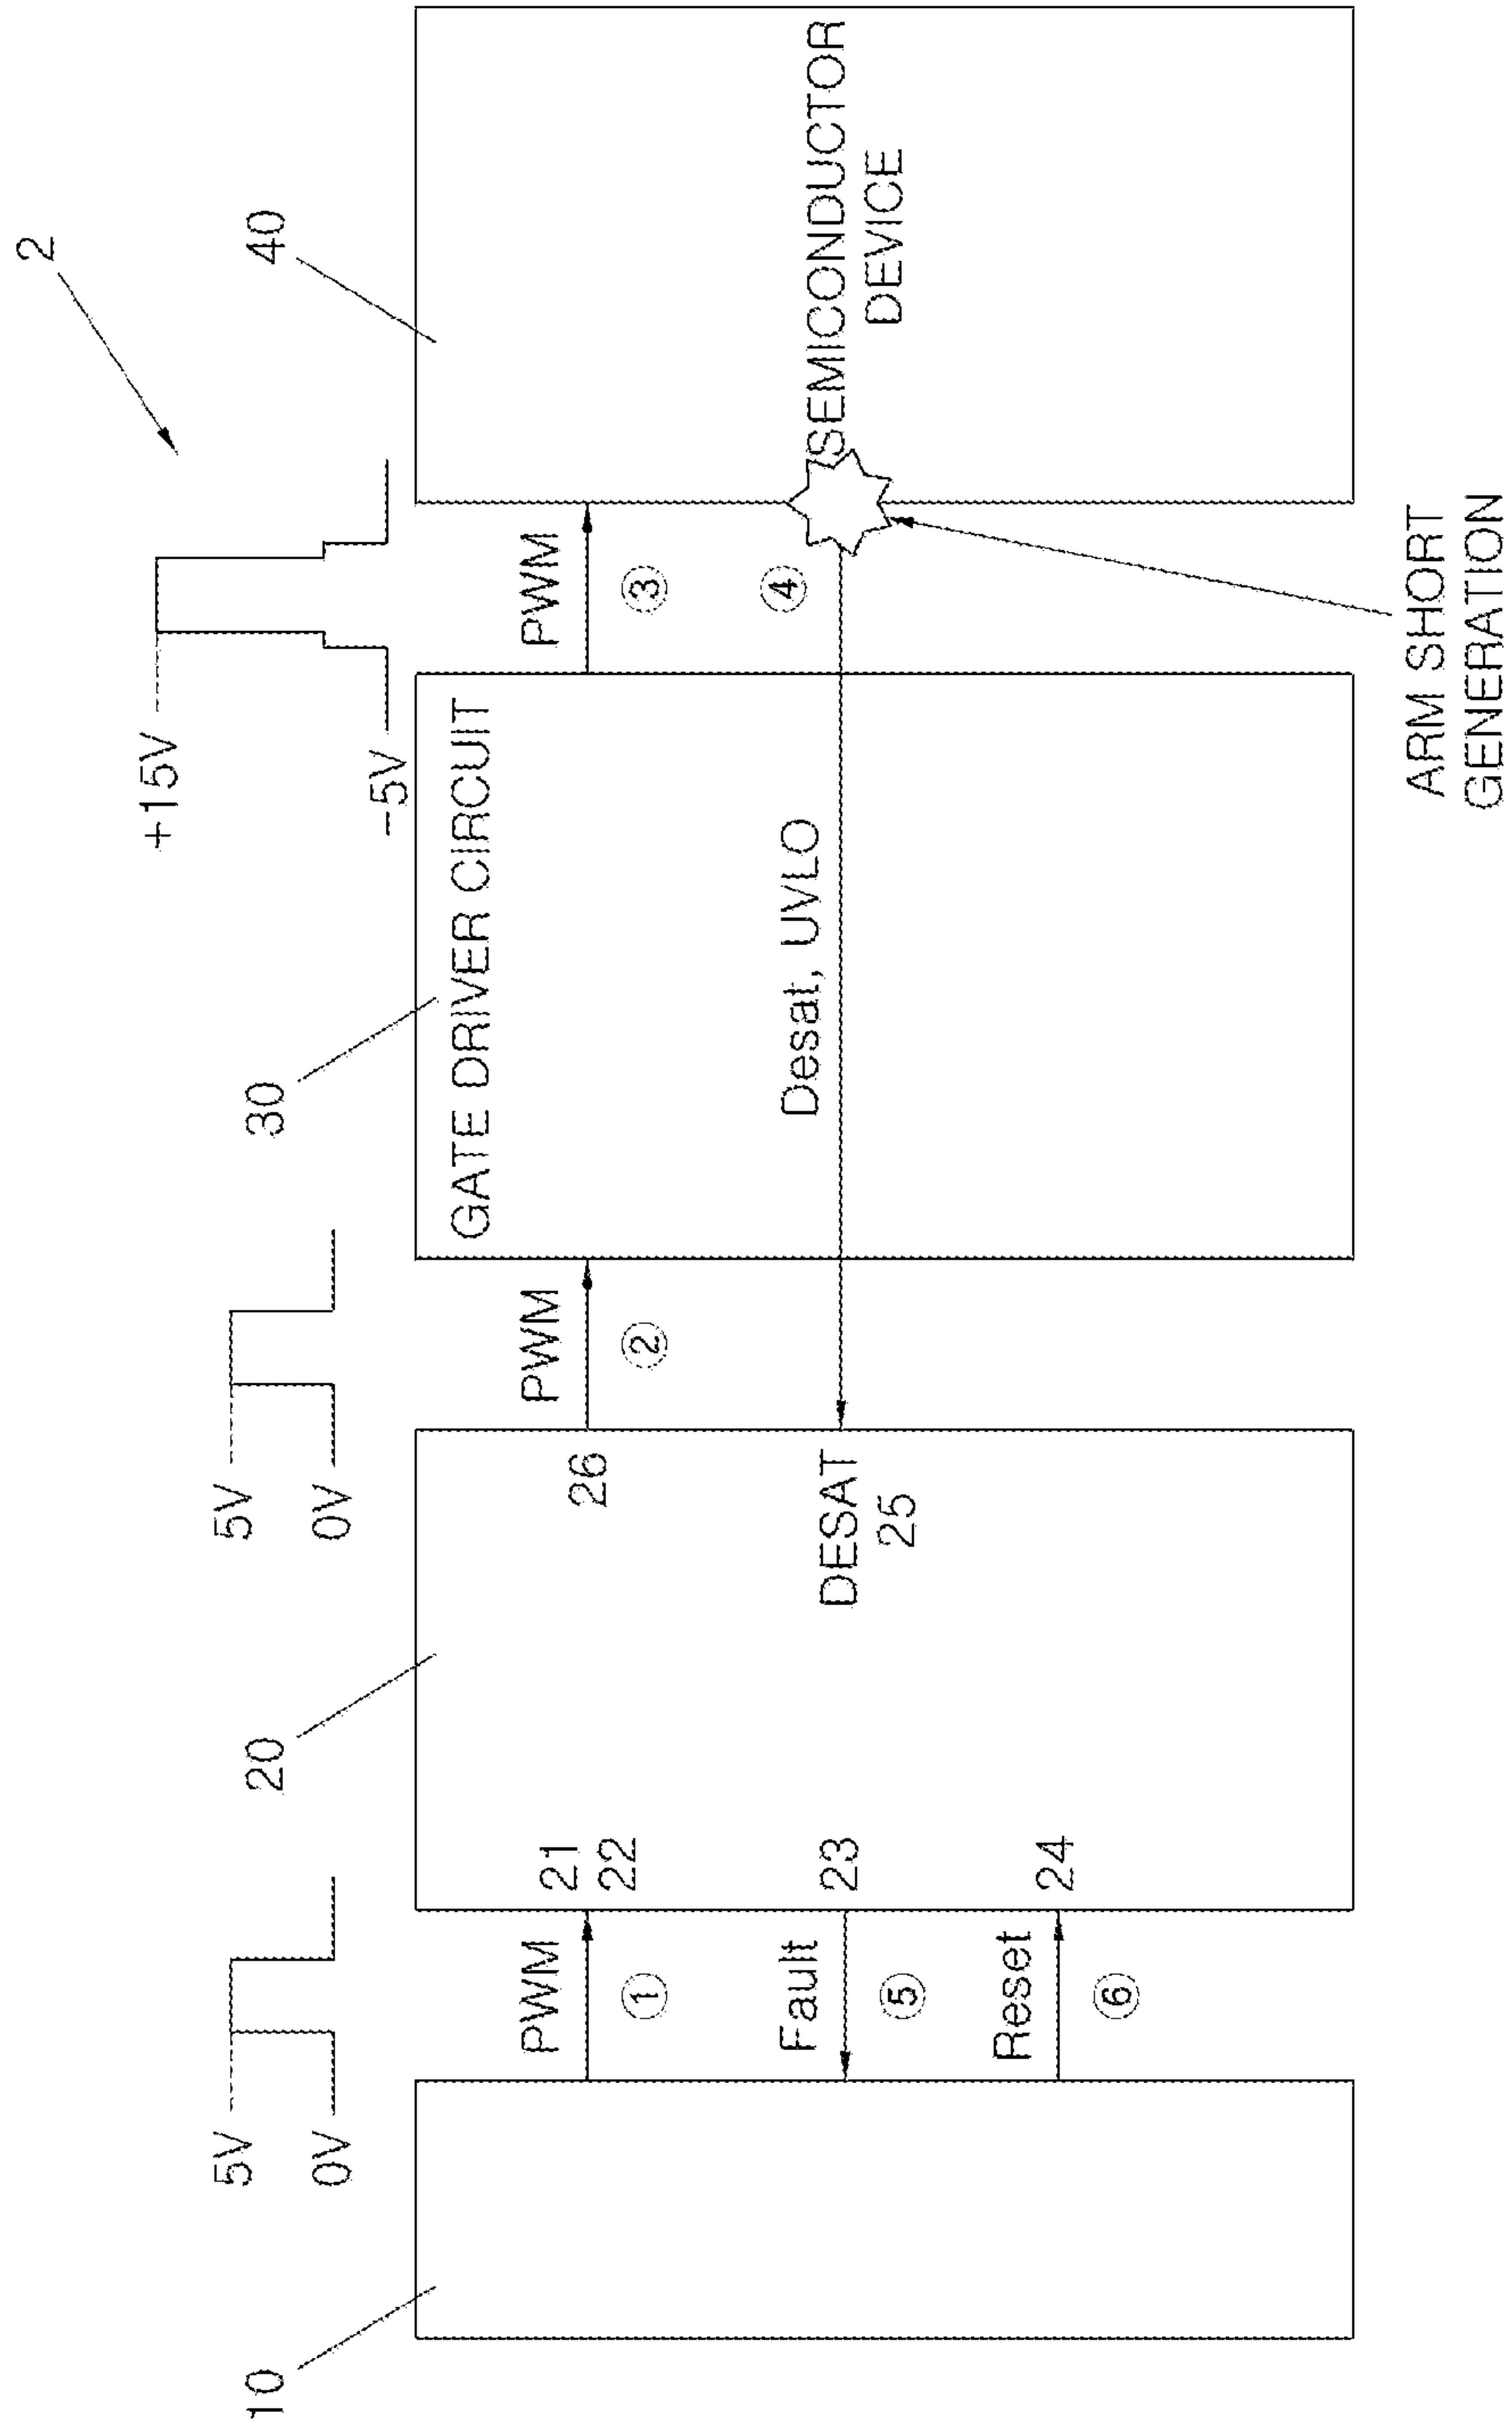 2
5V
0V
5V
0V
+15V
-5V
10
20
30
40
PWM
①
21
22
Fault
⑤
23
Reset
⑥
24
26
DESAT
25
PWM
②
GATE DRIVER CIRCUIT
Desat, UVLO
PWM
③
④
SEMICONDUCTOR
DEVICE
ARM SHORT
GENERATION